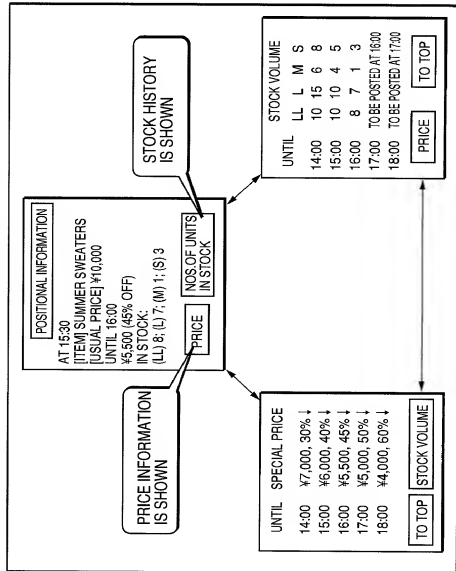 PRICE INFORMATION
IS SHOWN
STOCK HISTORY
IS SHOWN
POSITIONAL INFORMATION
AT 15:30
[ITEM] SUMMER SWEATERS
[USUAL PRICE] ¥10,000
UNTIL 16:00
¥5,500 (45% OFF)
IN STOCK:
(LL) 8; (L) 7; (M) 1; (S) 3
PRICE
NOS.OF UNITS
IN STOCK
UNTIL SPECIAL PRICE
14:00 ¥7,000, 30% ↓
15:00 ¥6,000, 40% ↓
16:00 ¥5,500, 45% ↓
17:00 ¥5,000, 50% ↓
18:00 ¥4,000, 60% ↓
TO TOP STOCK VOLUME
STOCK VOLUME
UNTIL LL L M S
14:00 10 15 6 8
15:00 10 10 4 5
16:00 8 7 1 3
17:00 TO BE POSTED AT 16:00
18:00 TO BE POSTED AT 17:00
PRICE TO TOP